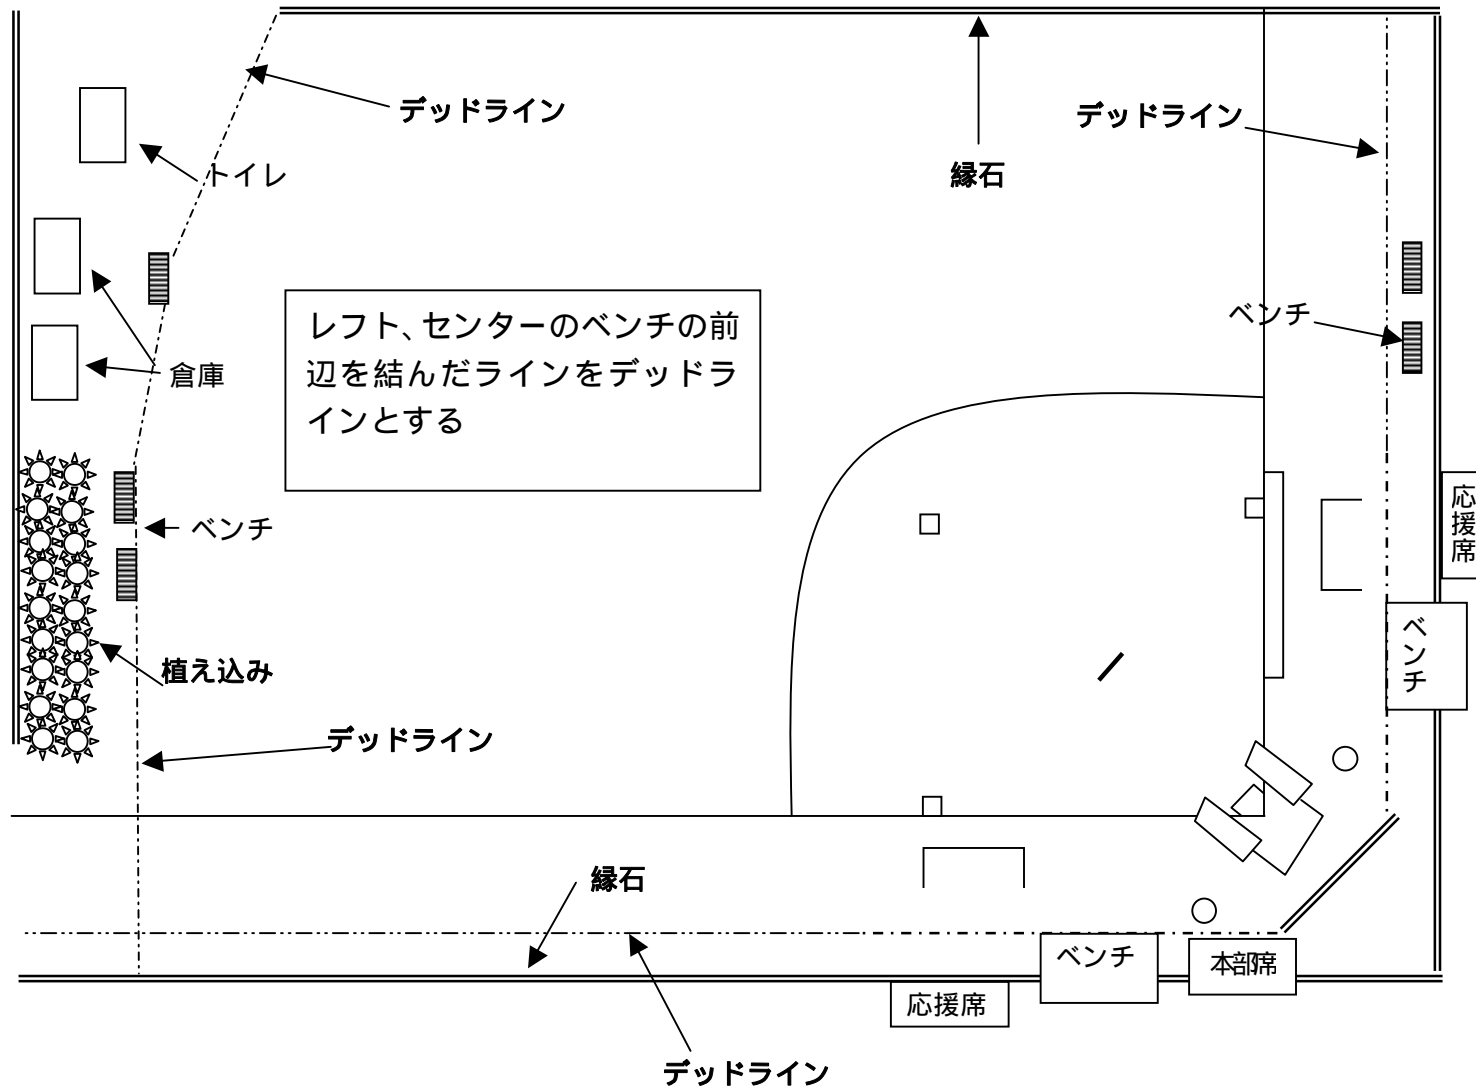 デッドライン
デッドライン
縁石
トイレ
ベンチ
レフト、センターのベンチの前
辺を結んだラインをデッドラ
インとする
倉庫
応援席
ベンチ
ベンチ
植え込み
デッドライン
縁石
ベンチ
本部席
応援席
デッドライン